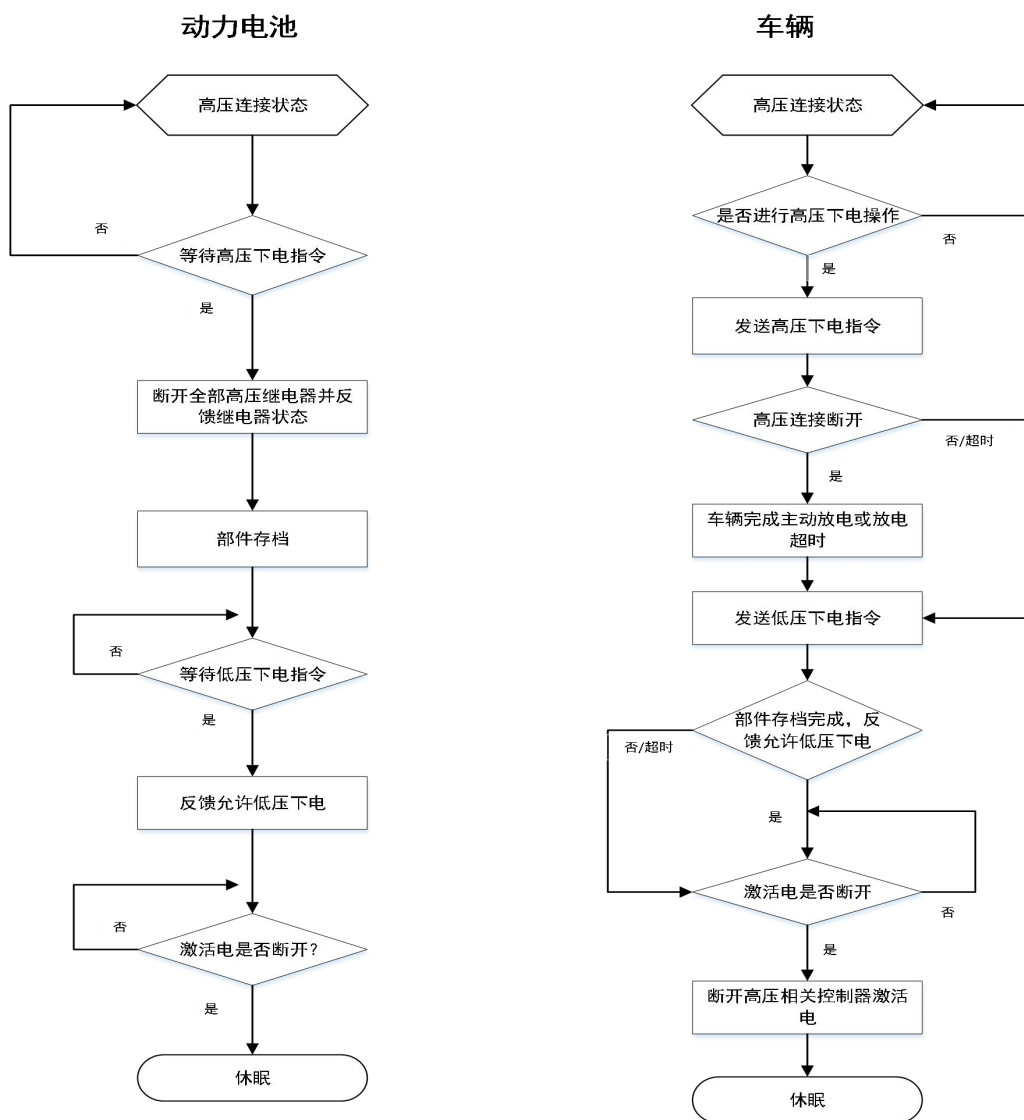 动力电池
高压连接状态
否
等待高压下电指令
是
断开全部高压继电器并反
馈继电器状态
部件存档
否
等待低压下电指令
是
反馈允许低压下电
否
激活电是否断开?
是
休眠
车辆
高压连接状态
是否进行高压下电操作
否
是
发送高压下电指令
高压连接断开
否/超时
是
车辆完成主动放电或放电
超时
发送低压下电指令
部件存档完成，反
馈允许低压下电
否/超时
是
激活电是否断开
否
是
断开高压相关控制器激活
电
休眠